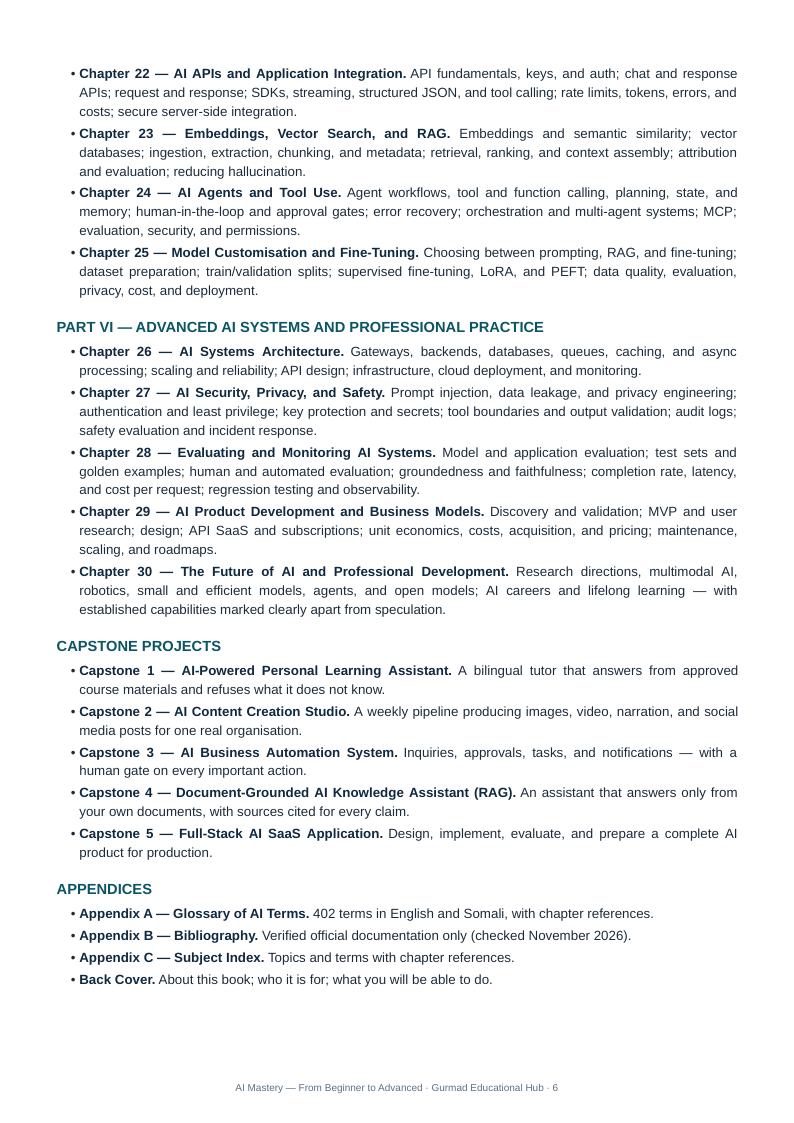 • Chapter 22 — AI APIs and Application Integration. API fundamentals, keys, and auth; chat and response
APIs; request and response; SDKs, streaming, structured JSON, and tool calling; rate limits, tokens, errors, and
costs; secure server-side integration.
• Chapter 23 — Embeddings, Vector Search, and RAG. Embeddings and semantic similarity; vector
databases; ingestion, extraction, chunking, and metadata; retrieval, ranking, and context assembly; attribution
and evaluation; reducing hallucination.
• Chapter 24 — AI Agents and Tool Use. Agent workflows, tool and function calling, planning, state, and
memory; human-in-the-loop and approval gates; error recovery; orchestration and multi-agent systems; MCP;
evaluation, security, and permissions.
• Chapter 25 — Model Customisation and Fine-Tuning. Choosing between prompting, RAG, and fine-tuning;
dataset preparation; train/validation splits; supervised fine-tuning, LoRA, and PEFT; data quality, evaluation,
privacy, cost, and deployment.
PART VI — ADVANCED AI SYSTEMS AND PROFESSIONAL PRACTICE
• Chapter 26 — AI Systems Architecture. Gateways, backends, databases, queues, caching, and async
processing; scaling and reliability; API design; infrastructure, cloud deployment, and monitoring.
• Chapter 27 — AI Security, Privacy, and Safety. Prompt injection, data leakage, and privacy engineering;
authentication and least privilege; key protection and secrets; tool boundaries and output validation; audit logs;
safety evaluation and incident response.
• Chapter 28 — Evaluating and Monitoring AI Systems. Model and application evaluation; test sets and
golden examples; human and automated evaluation; groundedness and faithfulness; completion rate, latency,
and cost per request; regression testing and observability.
• Chapter 29 — AI Product Development and Business Models. Discovery and validation; MVP and user
research; design; API SaaS and subscriptions; unit economics, costs, acquisition, and pricing; maintenance,
scaling, and roadmaps.
• Chapter 30 — The Future of AI and Professional Development. Research directions, multimodal AI,
robotics, small and efficient models, agents, and open models; AI careers and lifelong learning — with
established capabilities marked clearly apart from speculation.
CAPSTONE PROJECTS
• Capstone 1 — AI-Powered Personal Learning Assistant. A bilingual tutor that answers from approved
course materials and refuses what it does not know.
• Capstone 2 — AI Content Creation Studio. A weekly pipeline producing images, video, narration, and social
media posts for one real organisation.
• Capstone 3 — AI Business Automation System. Inquiries, approvals, tasks, and notifications — with a
human gate on every important action.
• Capstone 4 — Document-Grounded AI Knowledge Assistant (RAG). An assistant that answers only from
your own documents, with sources cited for every claim.
• Capstone 5 — Full-Stack AI SaaS Application. Design, implement, evaluate, and prepare a complete AI
product for production.
APPENDICES
• Appendix A — Glossary of AI Terms. 402 terms in English and Somali, with chapter references.
• Appendix B — Bibliography. Verified official documentation only (checked November 2026).
• Appendix C — Subject Index. Topics and terms with chapter references.
• Back Cover. About this book; who it is for; what you will be able to do.
AI Mastery — From Beginner to Advanced · Gurmad Educational Hub · 6